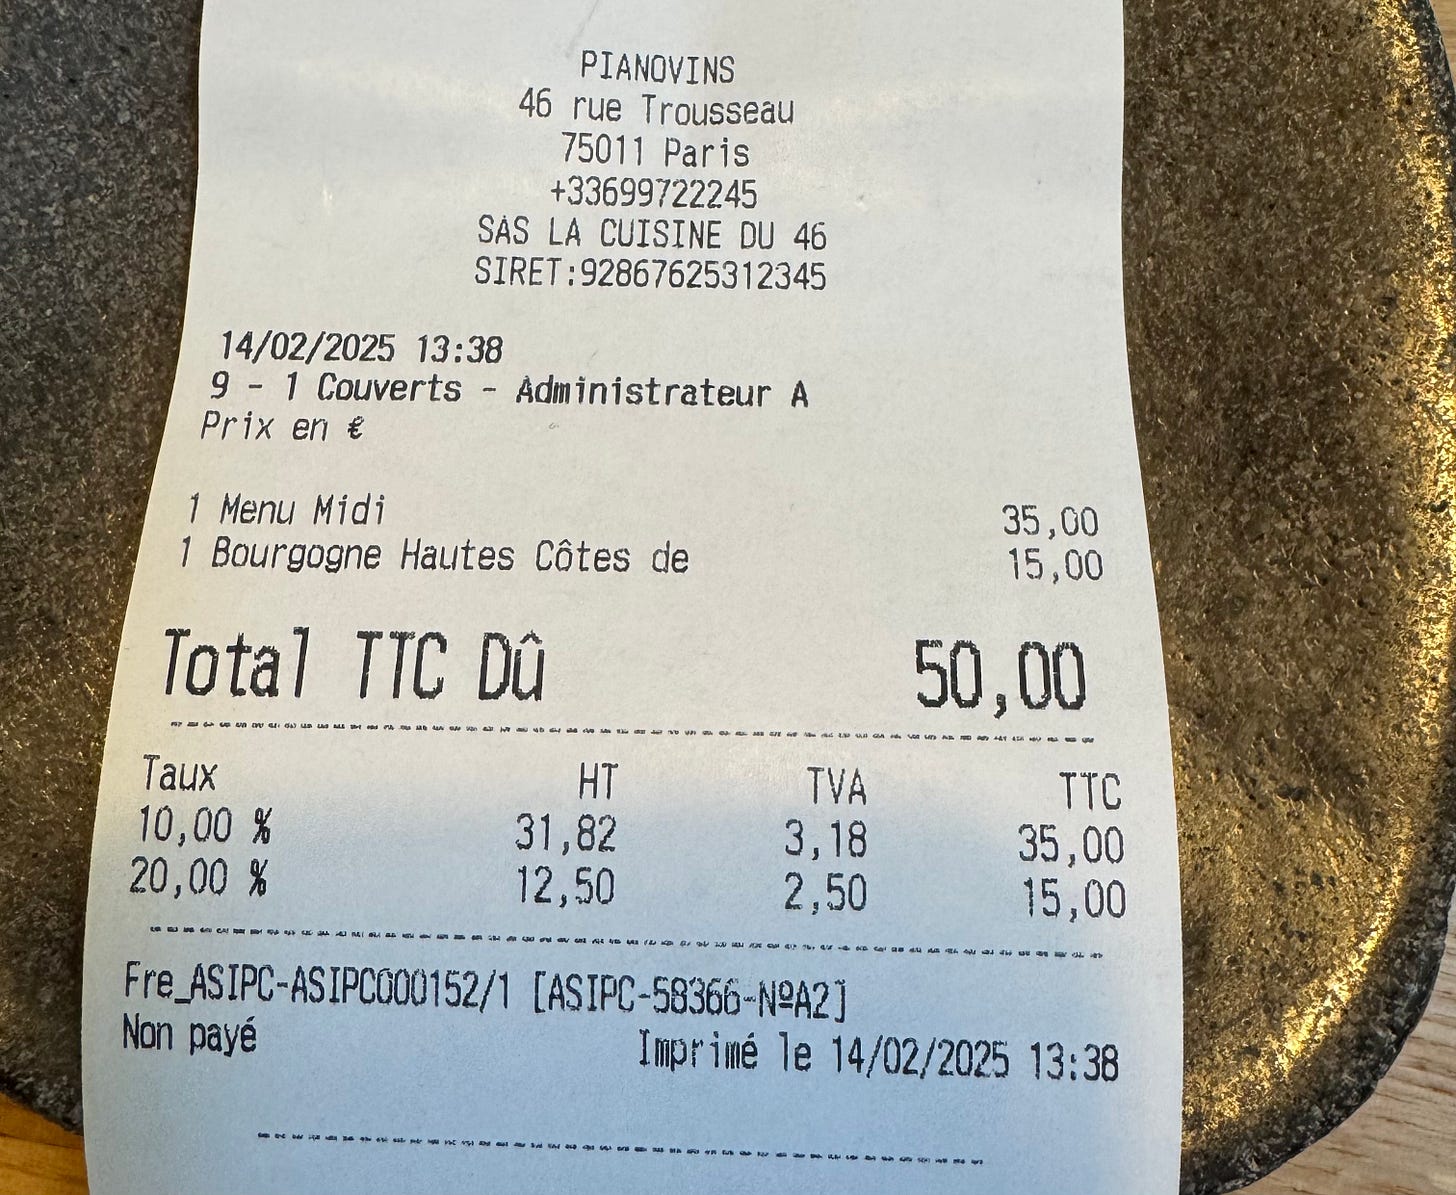 PIANOVINS
46 rue Trousseau
75011 Paris
+33699722245
SAS LA CUISINE DU 46
SIRET:92867625312345
14/02/2025 13:38
9 - 1 Couverts - Administrateur A
Prix en €
1 Menu Midi 35,00
1 Bourgogne Hautes Côtes de 15,00
Total TTC Dû 50,00
Taux HT TVA TTC
10,00 % 31,82 3,18 35,00
20,00 % 12,50 2,50 15,00
Fre_ASIPC-ASIPC000152/1 [ASIPC-58366-NºA2]
Non payé Imprimé le 14/02/2025 13:38